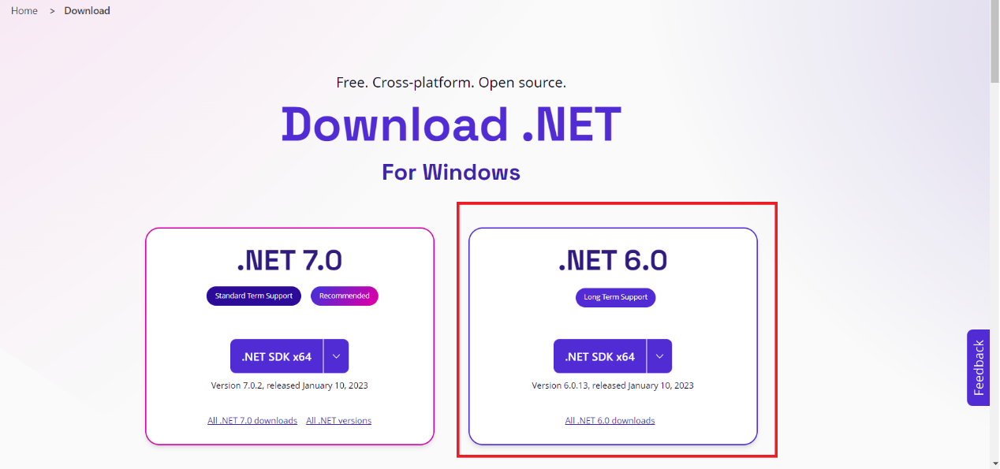 Home > Download
Free. Cross-platform. Open source.
Download .NET
For Windows
.NET 7.0
Standard Term Support
Recommended
.NET SDK x64
Version 7.0.2, released January 10, 2023
All .NET 7.0 downloads
All .NET versions
.NET 6.0
Long Term Support
.NET SDK x64
Version 6.0.13, released January 10, 2023
All .NET 6.0 downloads
Feedback